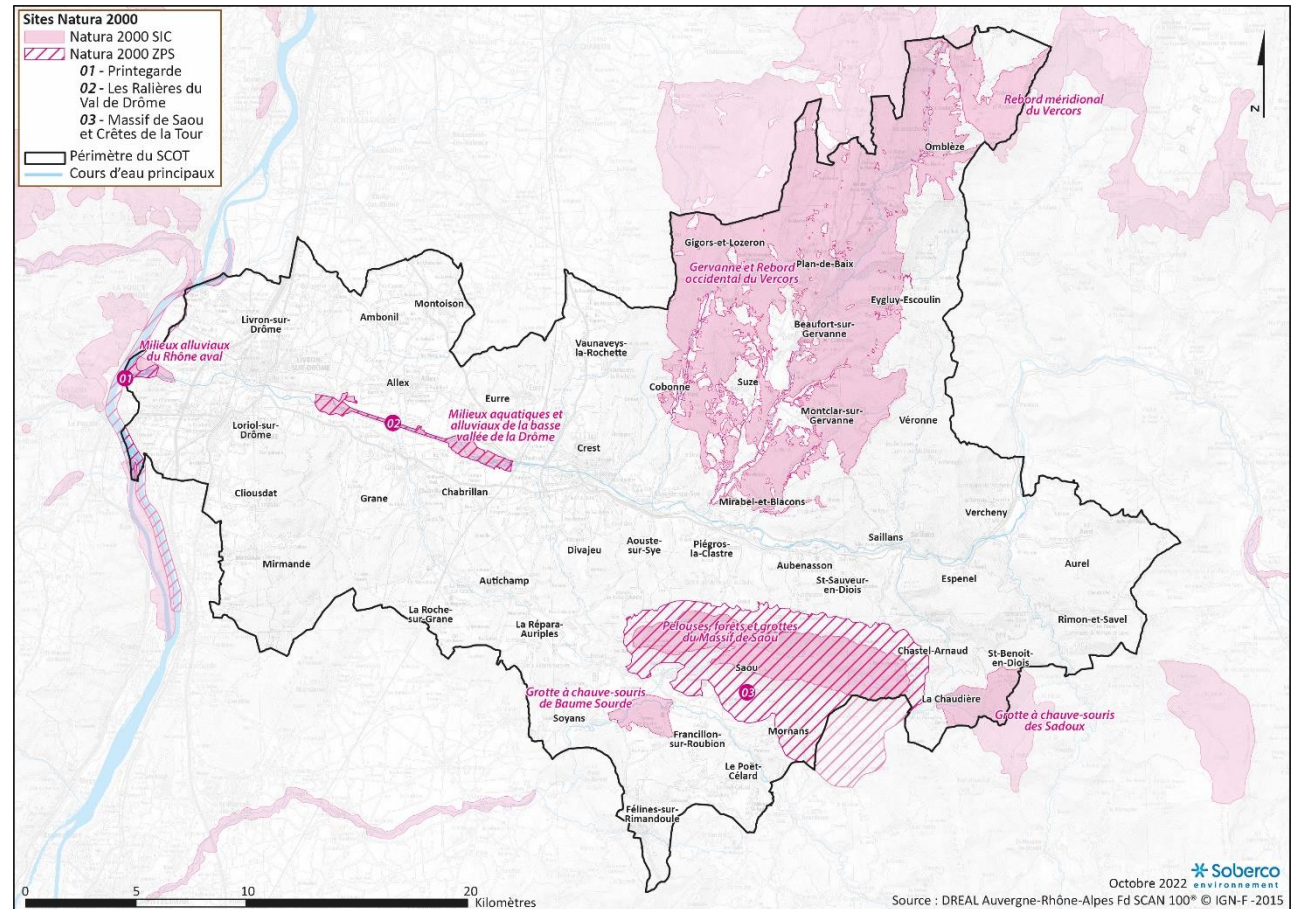 Sites Natura 2000
Natura 2000 SIC
Natura 2000 ZPS
01 - Printegarde
02 - Les Ralières du
Val de Drôme
03 - Massif de Saou
et Crêtes de la Tour
Périmètre du SCOT
Cours d'eau principaux
N
Rebord méridional
du Vercors
Omblèze
Gigors-et-Lozeron
Gervanne et Rebord
occidental du Vercors
Plan-de-Baix
Eygluy-Escoulin
Montoison
Ambonil
Livron-sur-
Drôme
Beaufort-sur-
Gervanne
Vaunaveys-
la-Rochette
Milieux alluviaux
du Rhône aval
01
Allex
Cobonne
Suze
Eurre
Milieux aquatiques et
alluviaux de la basse
vallée de la Drôme
02
Montclar-sur-
Gervanne
Véronne
Loriol-sur-
Drôme
Crest
Cliousdat
Grane
Chabrillan
Mirabel-et-Blacons
Vercheny
Saillans
Divajeu
Aouste-
sur-Sye
Piégros-
la-Clastre
Aubenasson
Mirmande
Autichamp
St-Sauveur-
en-Diois
Espenel
Aurel
La Roche-
sur-Grane
La Répara-
Auriples
Pelouses, forêts et grottes
du Massif de Saou
Rimon-et-Savel
Chastel-Arnaud
St-Benoit-
en-Diois
Saou
03
Grotte à chauve-souris
de Baume Sourde
La Chaudière
Grotte à chauve-souris
des Sadoux
Soyans
Francillon-
sur-Roubion
Mornans
Le Poët-
Célard
Félines-sur-
Rimandoule
0
5
10
20
Kilomètres
Octobre 2022
Soberco
environnement
Source : DREAL Auvergne-Rhône-Alpes Fd SCAN 100® © IGN-F -2015